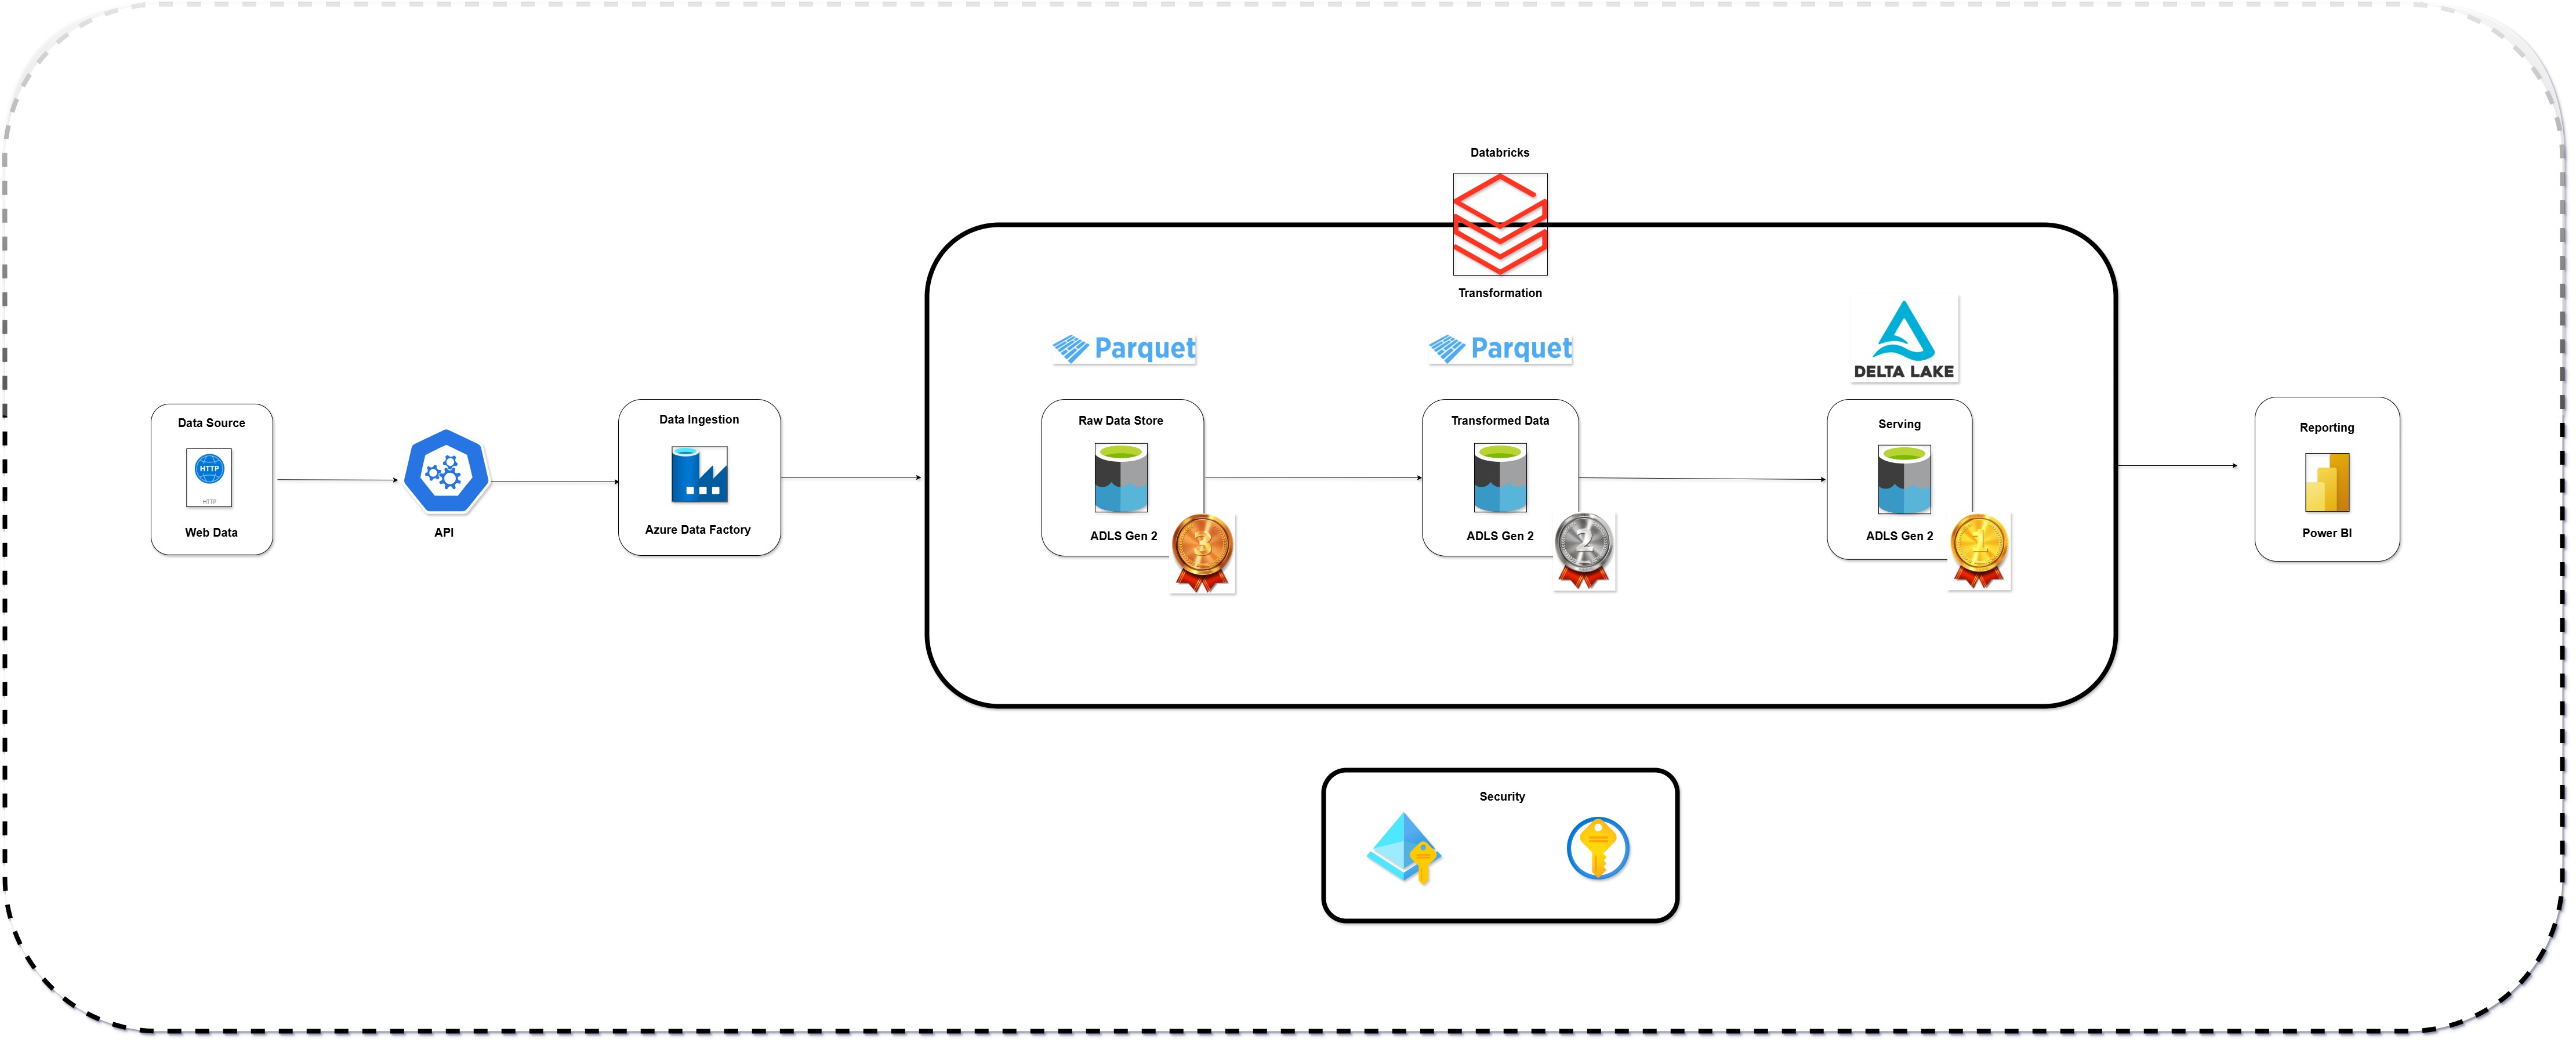 Databricks
Transformation
Parquet
Parquet
DELTA LAKE
Data Source
HTTP
HTTP
Web Data
API
Data Ingestion
Azure Data Factory
Raw Data Store
ADLS Gen 2
3
Transformed Data
ADLS Gen 2
2
Serving
ADLS Gen 2
1
Reporting
Power BI
Security